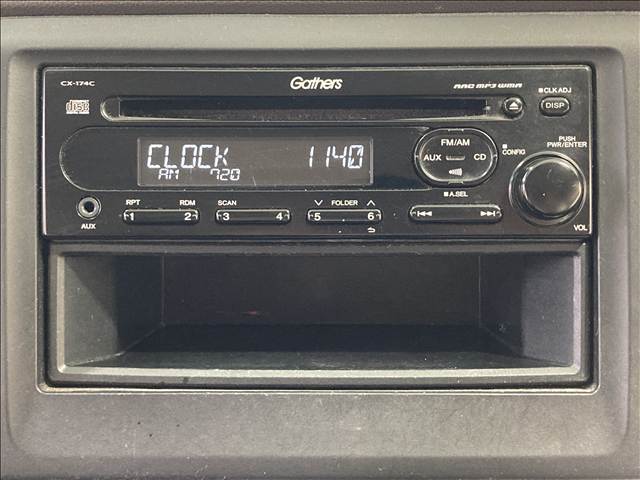 CX-174C
Gathers
AAC MP3 WMA
CLK ADJ
disc
DISP
PUSH
PWR/ENTER
FM/AM
AUX
CD
CONFIG
CLOCK 1140
AM 720
A.SEL
RPT RDM SCAN FOLDER
1 2 3 4 5 6
AUX
VOL